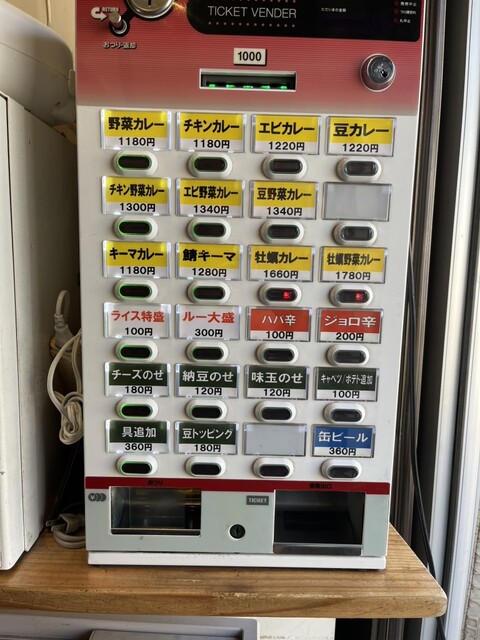 TICKET VENDER
RETURN
おつり・返却
1000
野菜カレー チキンカレー エビカレー 豆カレー
1180円 1180円 1220円 1220円
チキン野菜カレー エビ野菜カレー 豆野菜カレー
1300円 1340円 1340円
キーマカレー 鯖キーマ 牡蠣カレー 牡蠣野菜カレー
1180円 1280円 1660円 1780円
ライス特盛 ルー大盛 ハハ辛 ジョロ辛
100円 300円 100円 200円
チーズのせ 納豆のせ 味玉のせ キャベツ/ポテト追加
180円 120円 120円 100円
具追加 豆トッピング 缶ビール
360円 180円 360円
おつり
TICKET